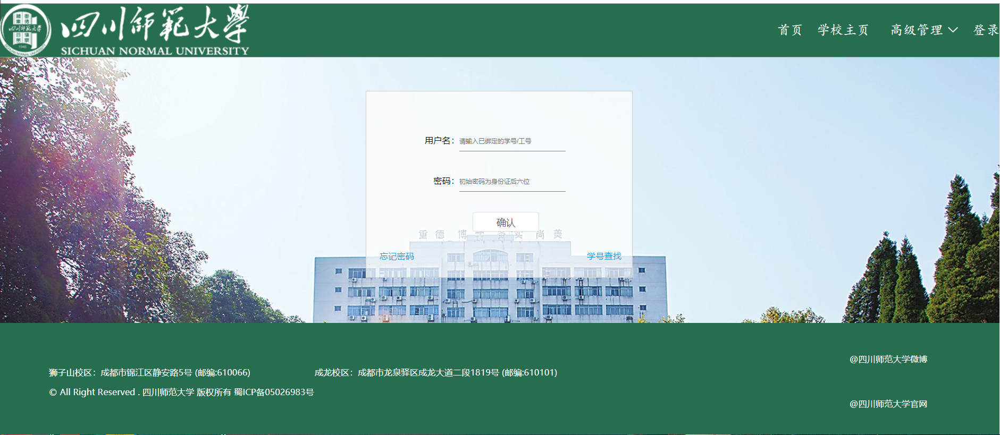 四川師範大學
SICHUAN NORMAL UNIVERSITY
首页 学校主页 高级管理 登录
用户名： 请输入已绑定的学号/工号
密码： 初始密码为身份证后六位
确认
重德 博 尚美
忘记密码 学号查找
@四川师范大学微博
狮子山校区：成都市锦江区静安路5号 (邮编:610066) 成龙校区：成都市龙泉驿区成龙大道二段1819号 (邮编:610101)
© All Right Reserved . 四川师范大学 版权所有 蜀ICP备05026983号
@四川师范大学官网